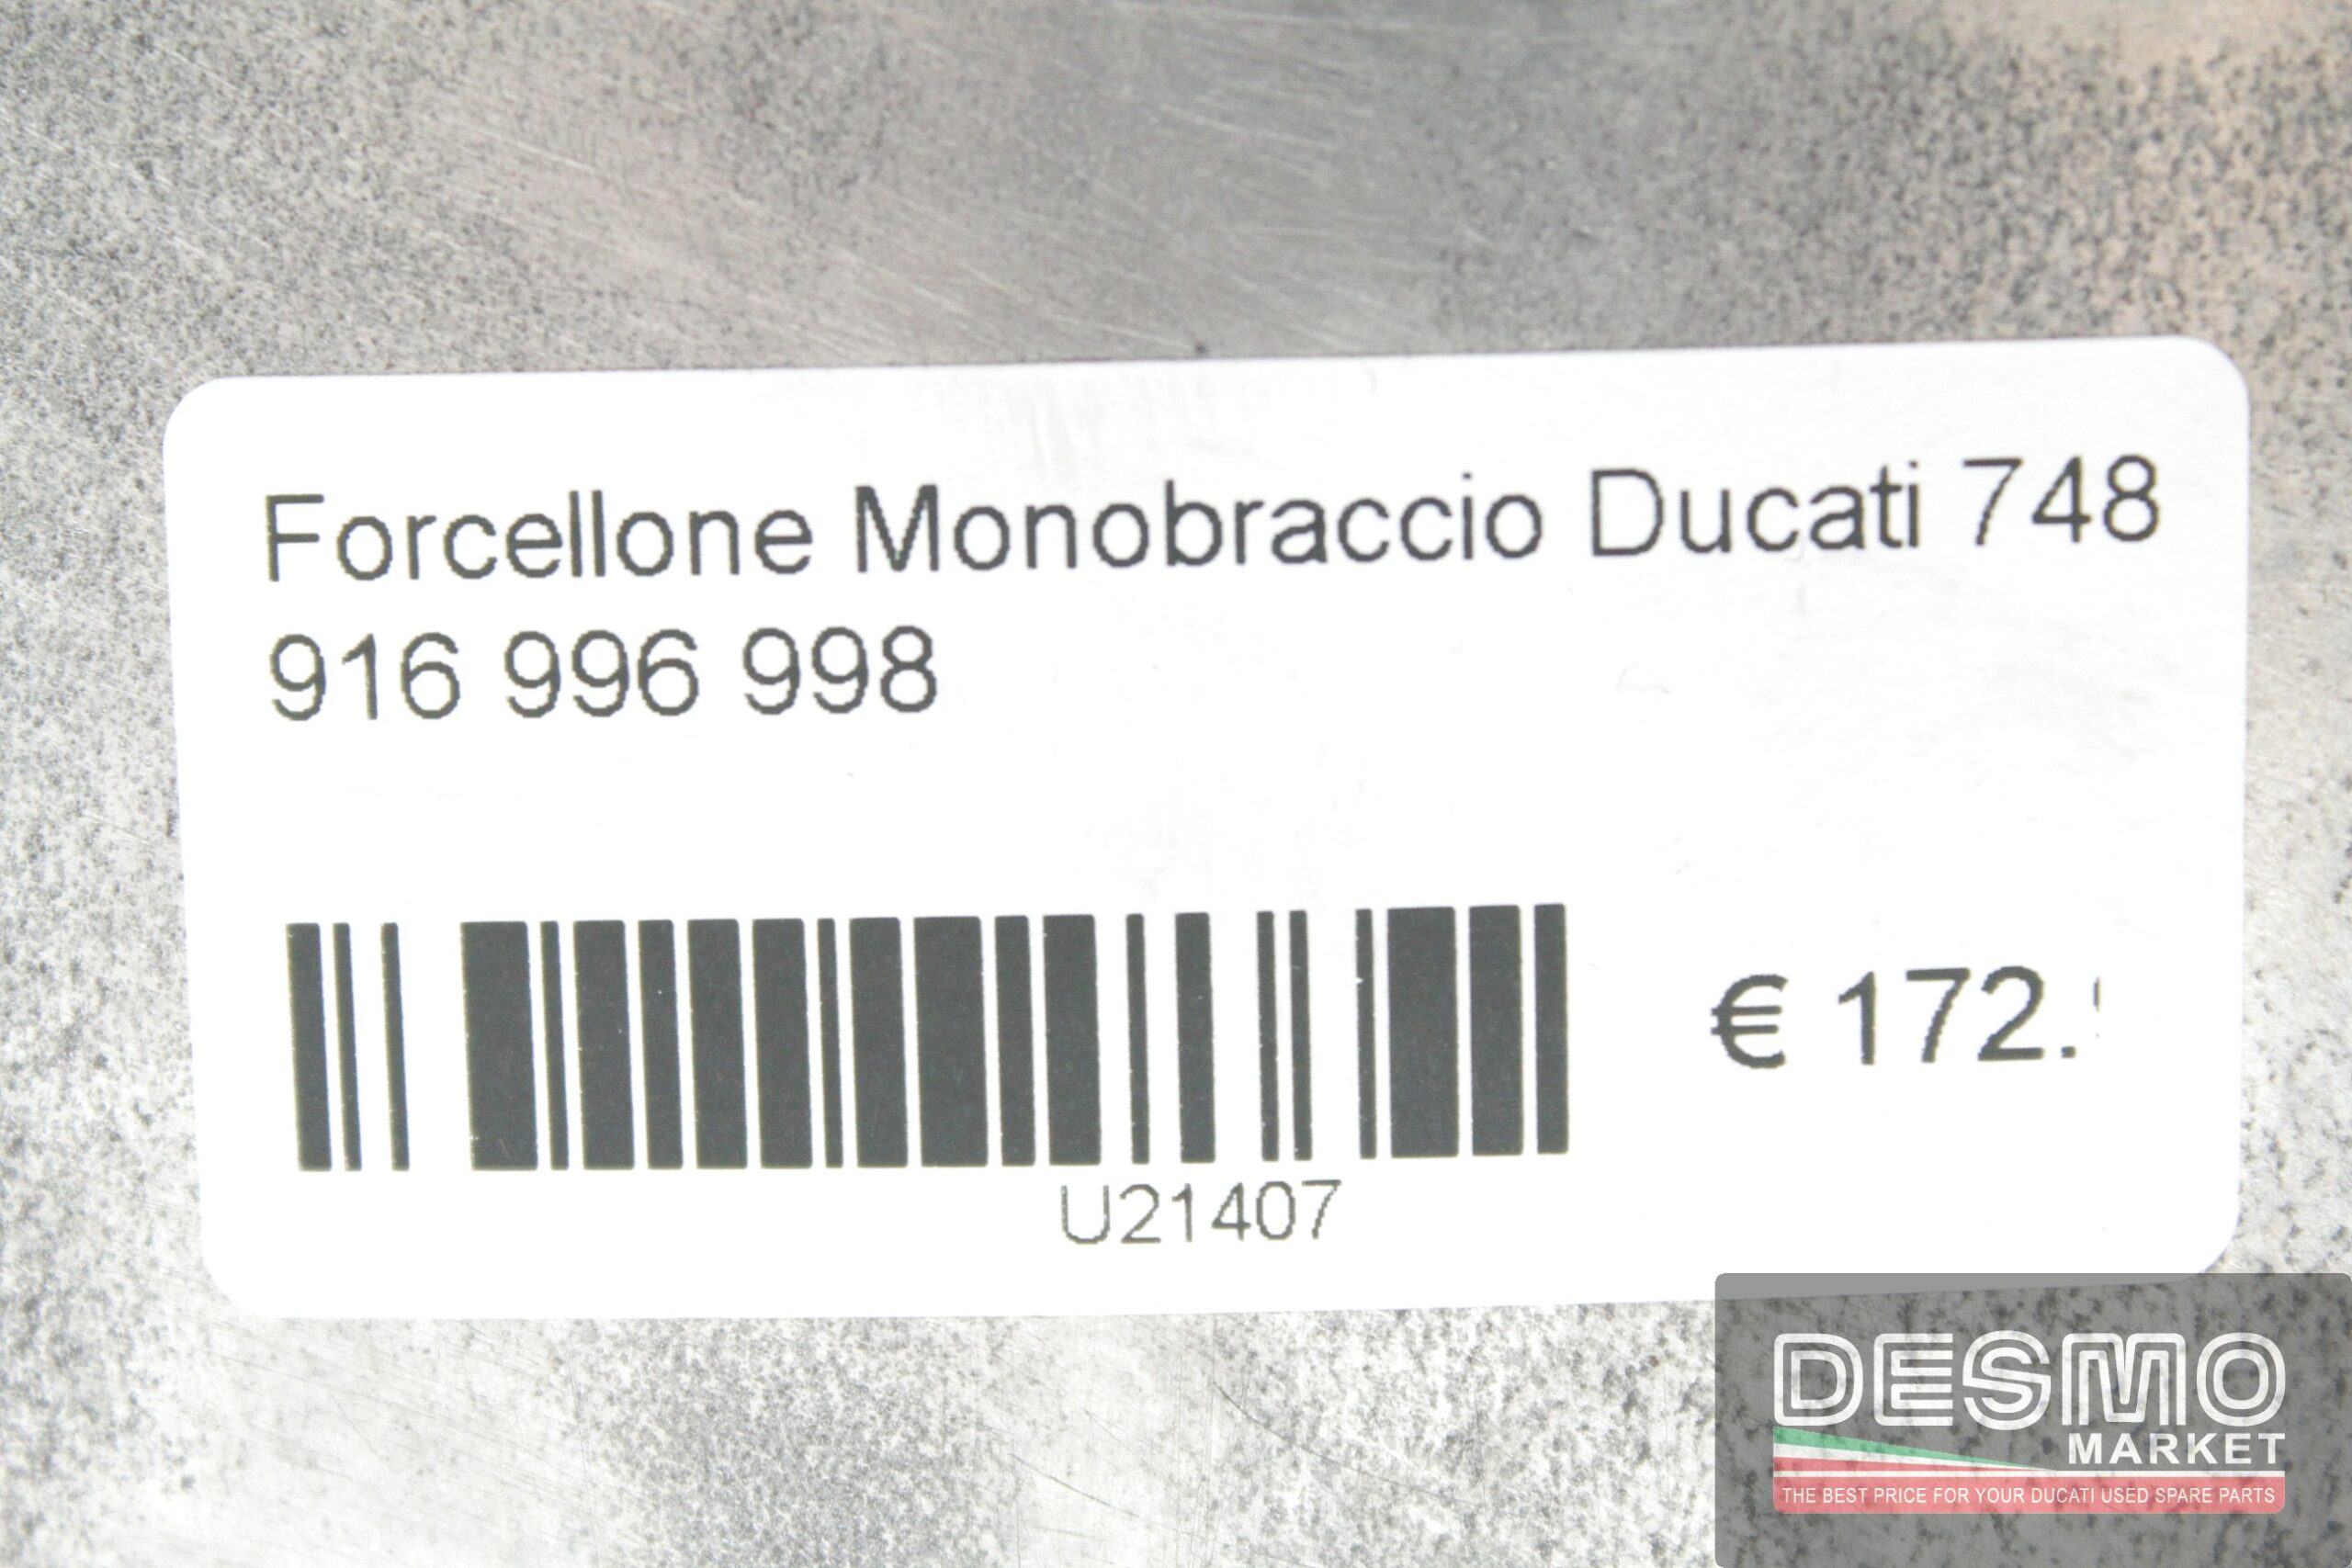 Forcellone Monobraccio Ducati 748
916 996 998
€ 172.
U21407
DESMO
MARKET
THE BEST PRICE FOR YOUR DUCATI USED SPARE PARTS